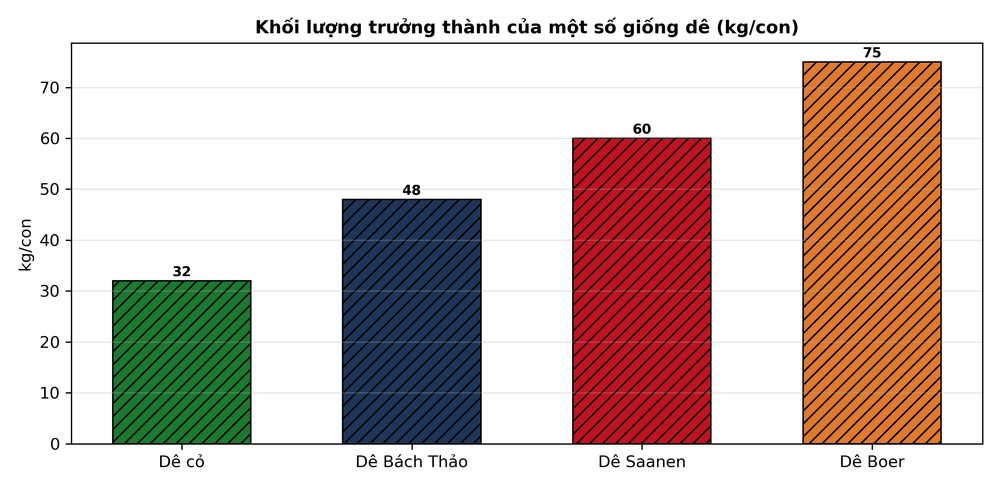 Khối lượng trưởng thành của một số giống dê (kg/con)
kg/con
70
60
50
40
30
20
10
0
32
48
60
75
Dê cỏ
Dê Bách Thảo
Dê Saanen
Dê Boer